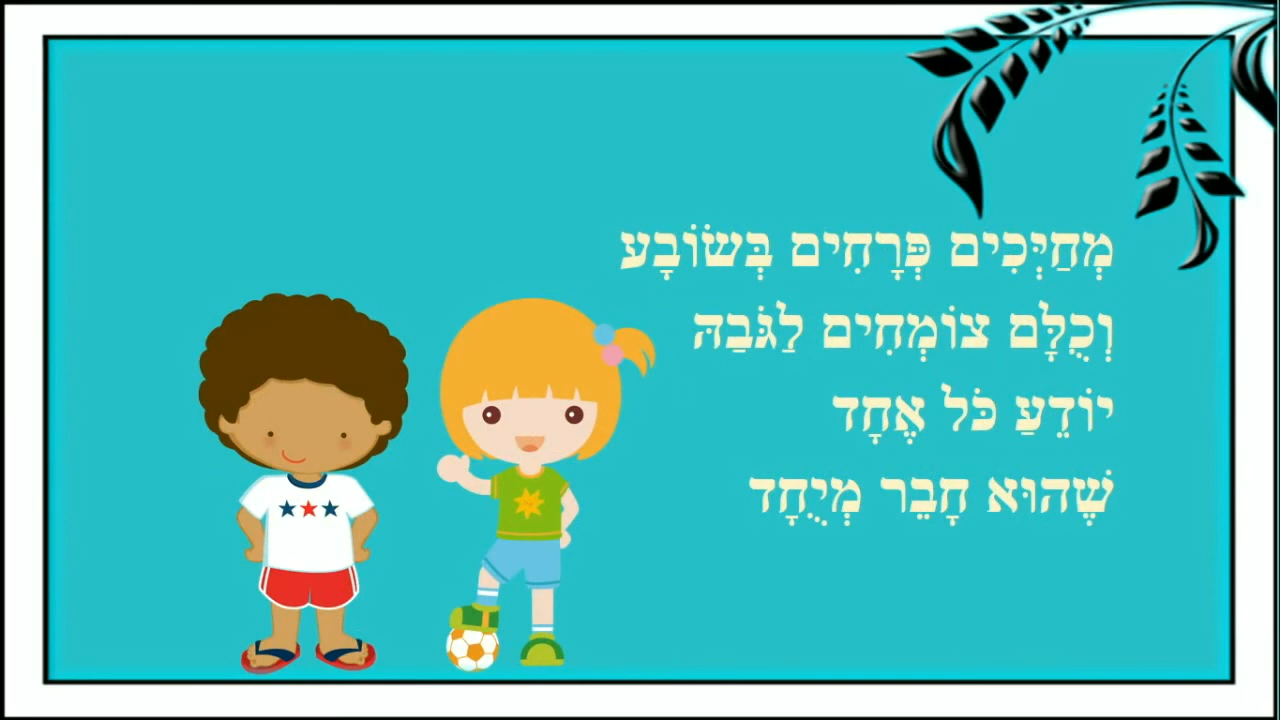 מְחַיְּכִים פְּרָחִים בְּשׂוֹבָע
וְכֻלָּם צוֹמְחִים לַגֹּבַהּ
יוֹדֵעַ כֹּל אֶחָד
שֶׁהוּא חָבֵר מְיֻחָד